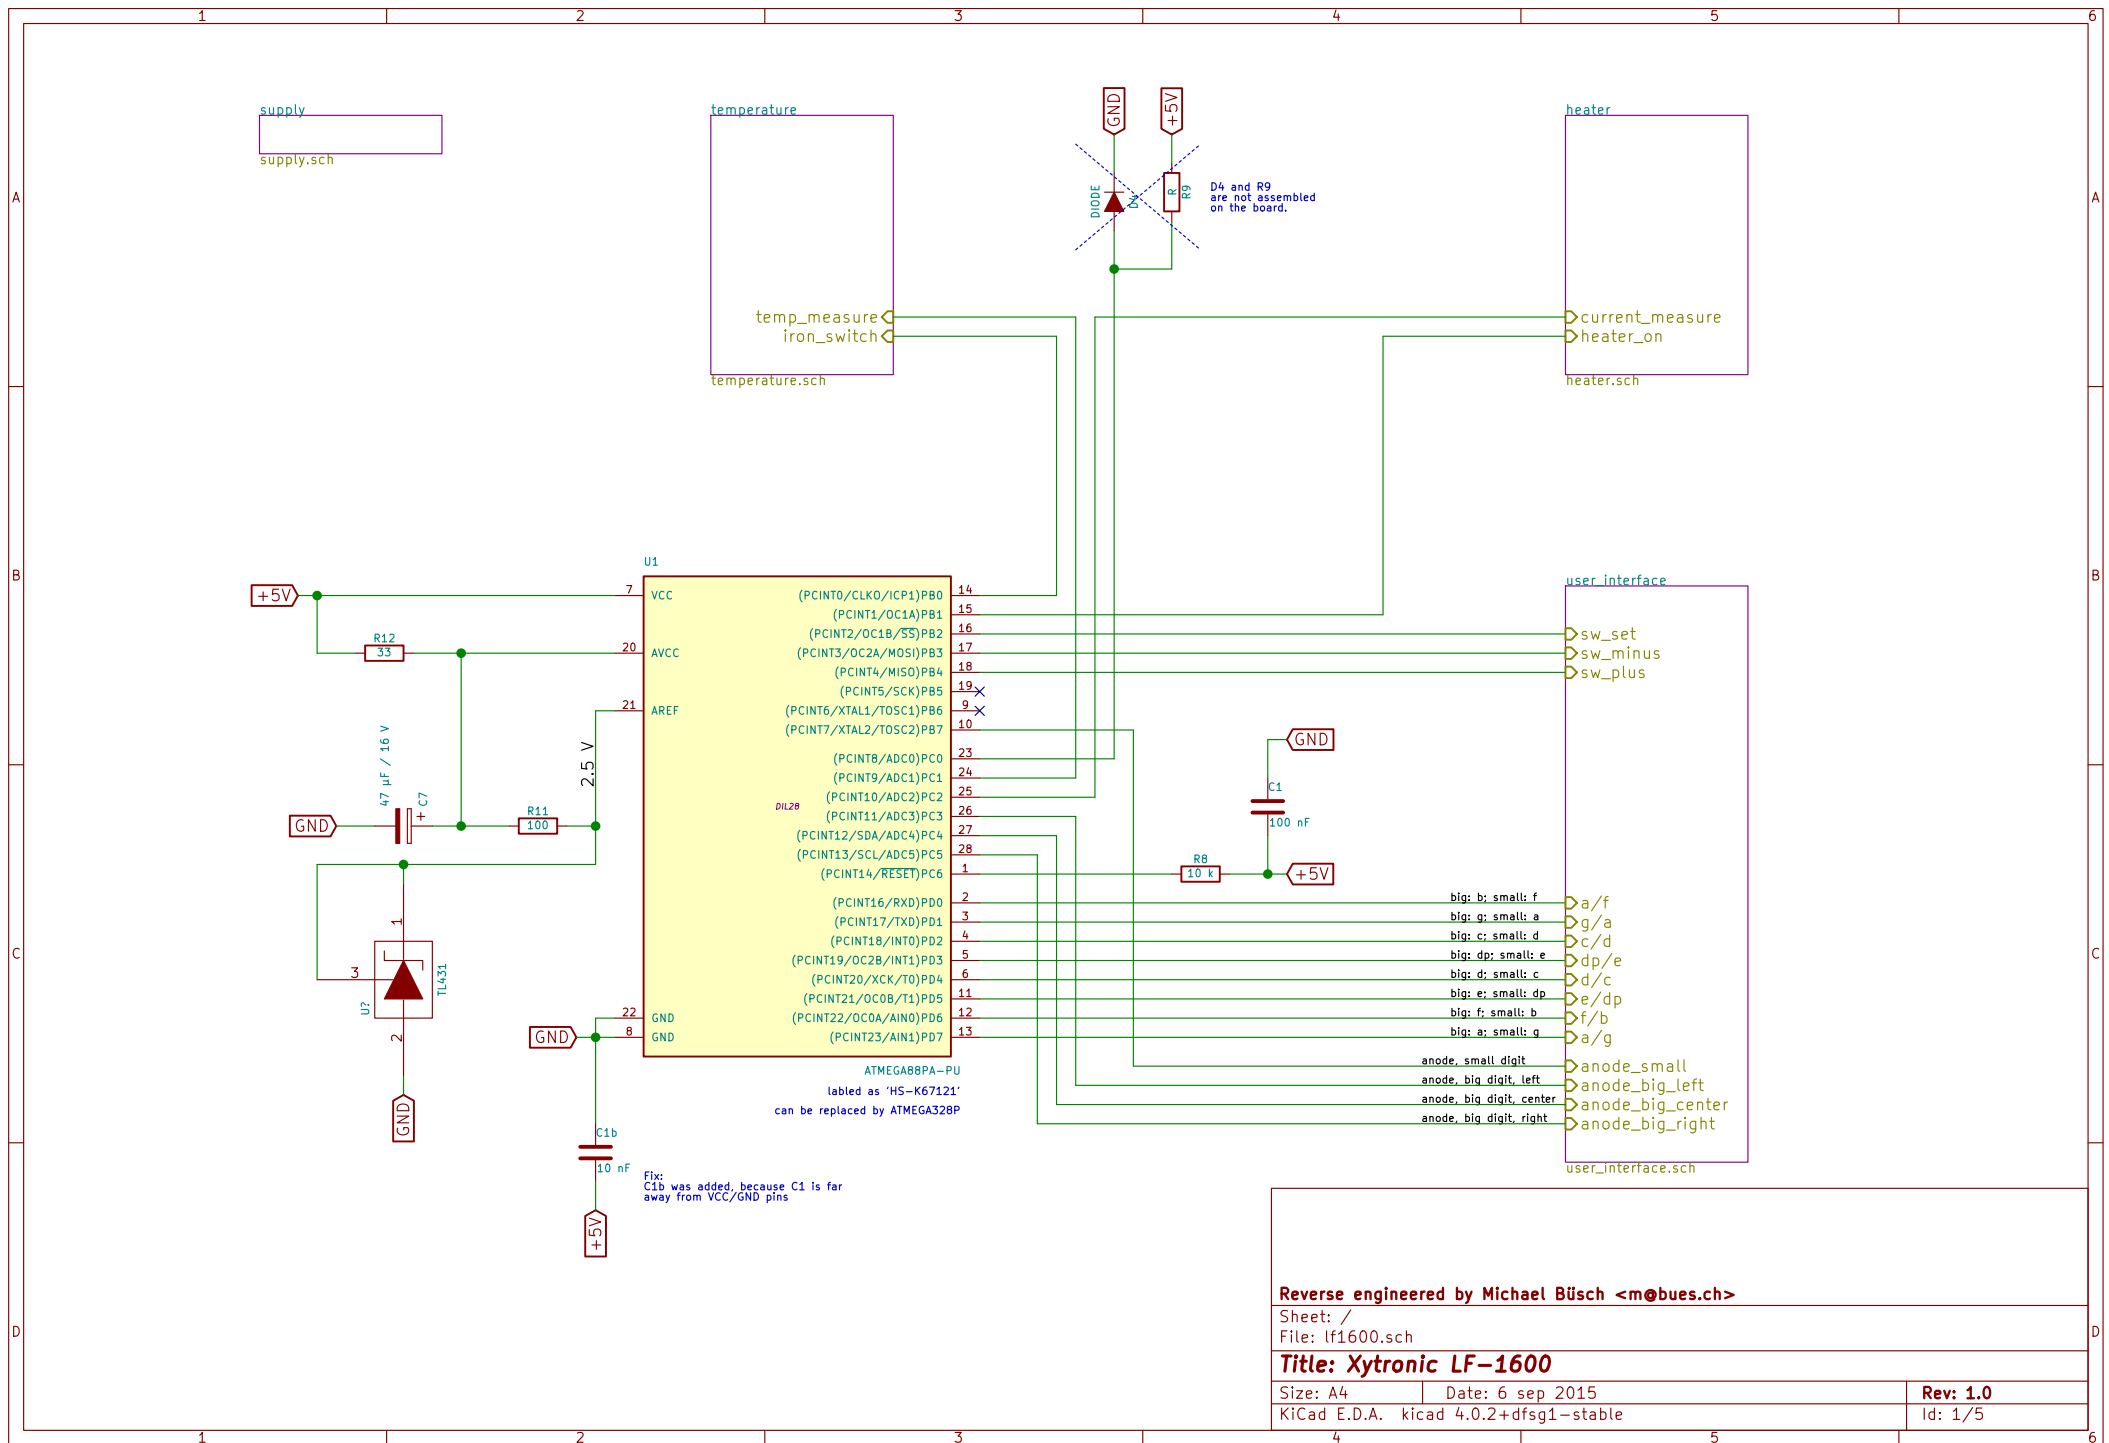 1 2 3 4 5 6
supply
supply.sch
temperature
temp_measure
iron_switch
temperature.sch
GND
+5V
DIODE
D4
R
R9
D4 and R9
are not assembled
on the board.
heater
current_measure
heater_on
heater.sch
A
A
B
B
C
C
D
D
+5V
R12
33
47 µF / 16 V
C7
+
GND
R11
100
2.5 V
1
3
2
U?
TL431
GND
U1
7 VCC
20 AVCC
21 AREF
22 GND
8 GND
GND
DIL28
(PCINT0/CLKO/ICP1)PB0 14
(PCINT1/OC1A)PB1 15
(PCINT2/OC1B/SS)PB2 16
(PCINT3/OC2A/MOSI)PB3 17
(PCINT4/MISO)PB4 18
(PCINT5/SCK)PB5 19
(PCINT6/XTAL1/TOSC1)PB6 9
(PCINT7/XTAL2/TOSC2)PB7 10
(PCINT8/ADC0)PC0 23
(PCINT9/ADC1)PC1 24
(PCINT10/ADC2)PC2 25
(PCINT11/ADC3)PC3 26
(PCINT12/SDA/ADC4)PC4 27
(PCINT13/SCL/ADC5)PC5 28
(PCINT14/RESET)PC6 1
(PCINT16/RXD)PD0 2
(PCINT17/TXD)PD1 3
(PCINT18/INT0)PD2 4
(PCINT19/OC2B/INT1)PD3 5
(PCINT20/XCK/T0)PD4 6
(PCINT21/OC0B/T1)PD5 11
(PCINT22/OC0A/AIN0)PD6 12
(PCINT23/AIN1)PD7 13
ATMEGA88PA-PU
labled as 'HS-K67121'
can be replaced by ATMEGA328P
C1b
10 nF
+5V
Fix:
C1b was added, because C1 is far
away from VCC/GND pins
GND
C1
100 nF
R8
10 k
+5V
user_interface
sw_set
sw_minus
sw_plus
big: b; small: f a/f
big: g; small: a g/a
big: c; small: d c/d
big: dp; small: e dp/e
big: d; small: c d/c
big: e; small: dp e/dp
big: f; small: b f/b
big: a; small: g a/g
anode, small digit anode_small
anode, big digit, left anode_big_left
anode, big digit, center anode_big_center
anode, big digit, right anode_big_right
user_interface.sch
Reverse engineered by Michael Büsch <m@bues.ch>
Sheet: /
File: lf1600.sch
Title: Xytronic LF-1600
Size: A4 Date: 6 sep 2015 Rev: 1.0
KiCad E.D.A. kicad 4.0.2+dfsg1-stable Id: 1/5
1 2 3 4 5 6